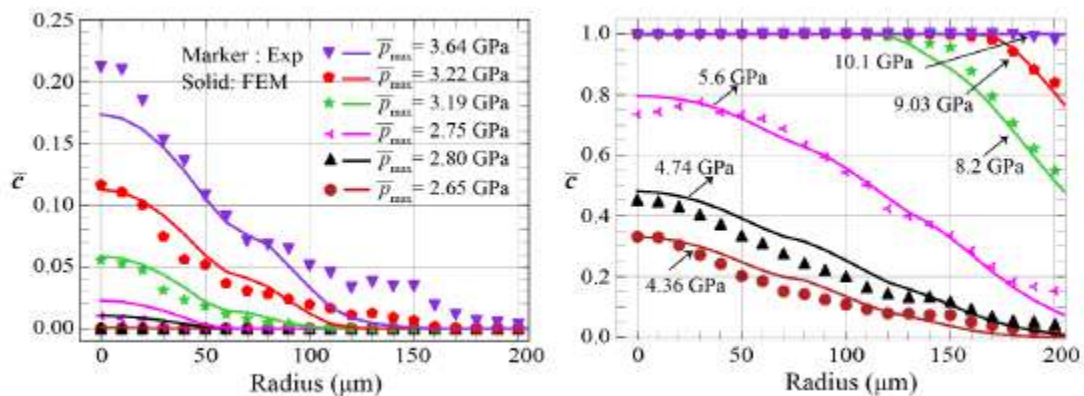 0.25
0.20
0.15
0.10
0.05
0.00
c̄
Marker : Exp
Solid: FEM
p̄max = 3.64 GPa
p̄max = 3.22 GPa
p̄max = 3.19 GPa
p̄max = 2.75 GPa
p̄max = 2.80 GPa
p̄max = 2.65 GPa
0 50 100 150 200
Radius (μm)
1.0
0.8
0.6
0.4
0.2
0.0
c̄
10.1 GPa
5.6 GPa
9.03 GPa
8.2 GPa
4.74 GPa
4.36 GPa
0 50 100 150 200
Radius (μm)